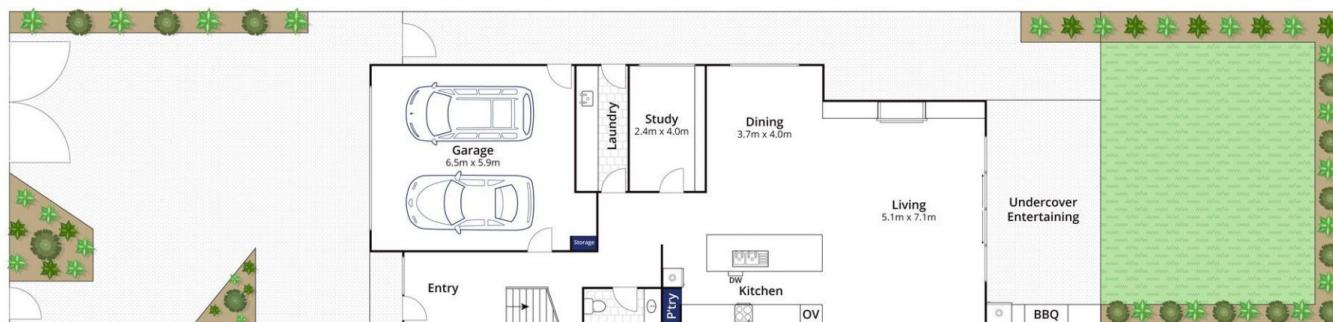 Garage
6.5m x 5.9m
Laundry
Study
2.4m x 4.0m
Dining
3.7m x 4.0m
Living
5.1m x 7.1m
Undercover
Entertaining
Storage
Entry
DW
Kitchen
P'try
OV
BBQ